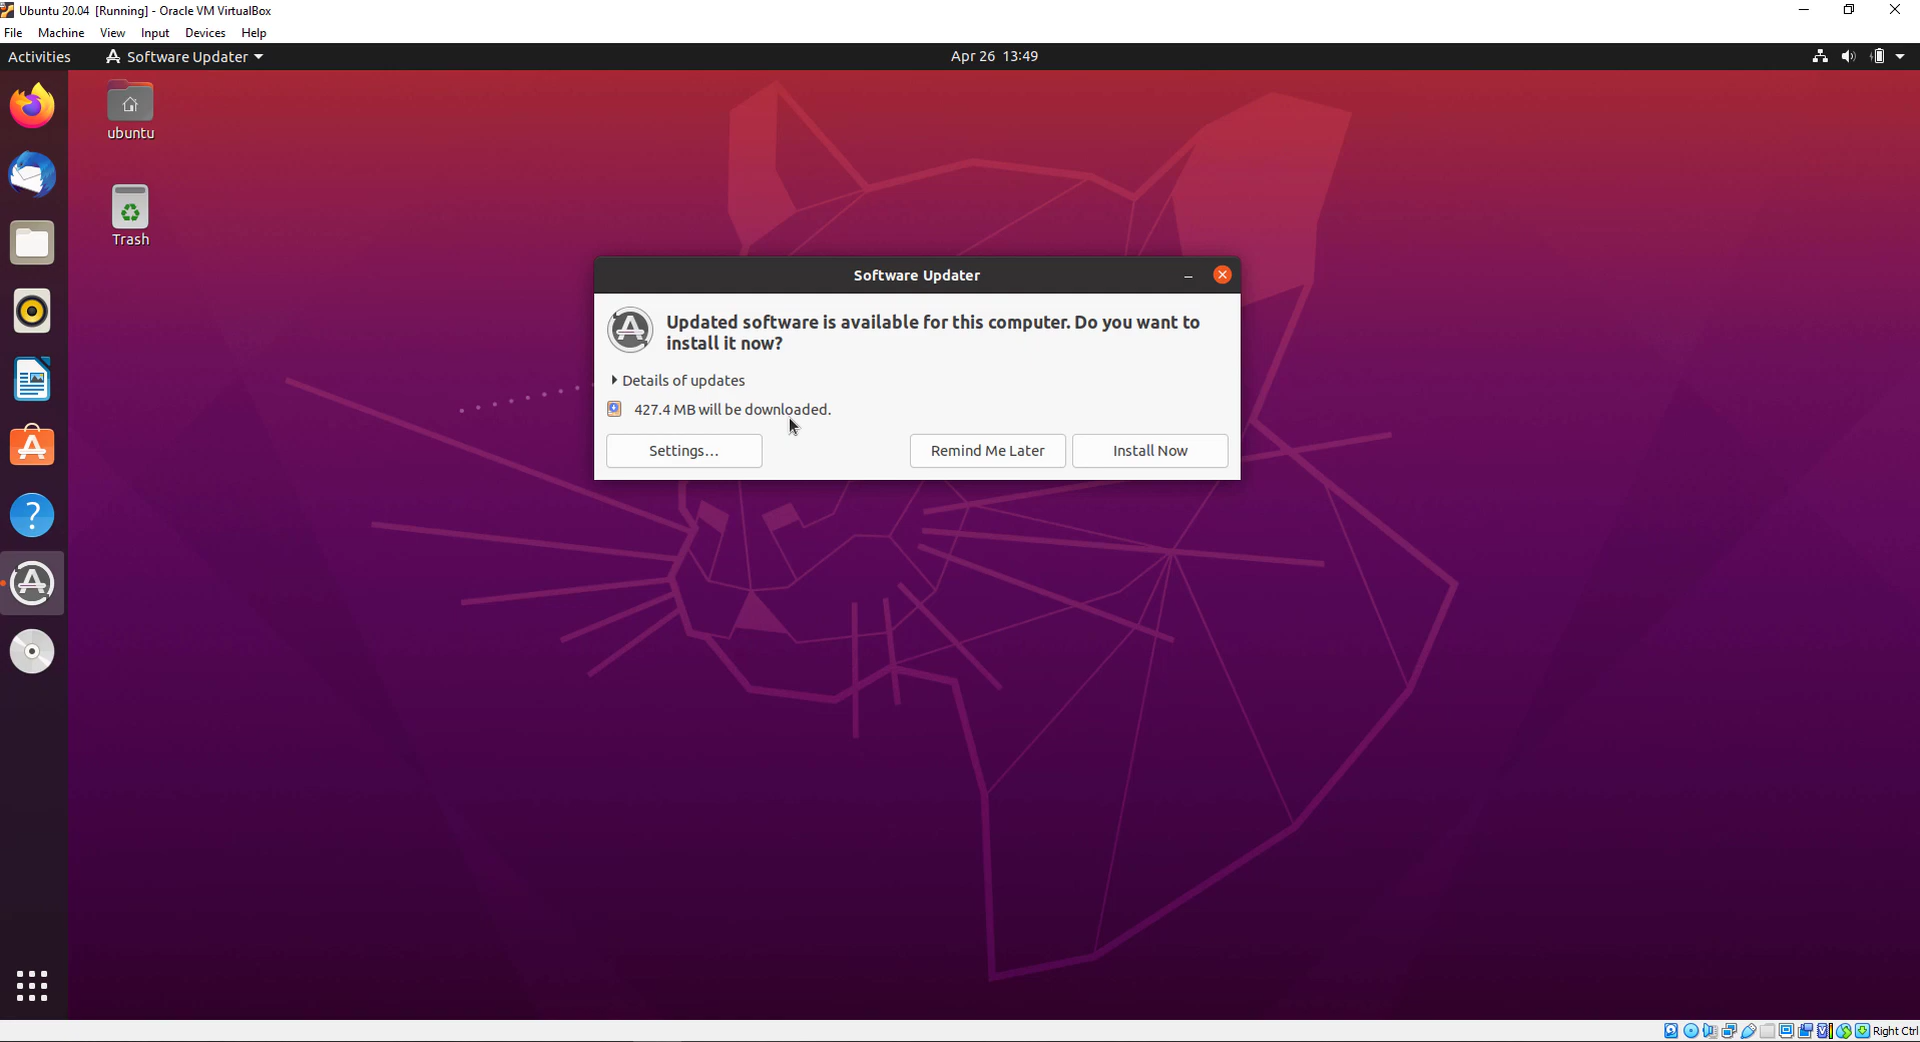 Ubuntu 20.04 [Running] - Oracle VM VirtualBox
File Machine View Input Devices Help
Activities Software Updater Apr 26 13:49
ubuntu
Trash
Software Updater
Updated software is available for this computer. Do you want to
install it now?
Details of updates
427.4 MB will be downloaded.
Settings… Remind Me Later Install Now
Right Ctrl